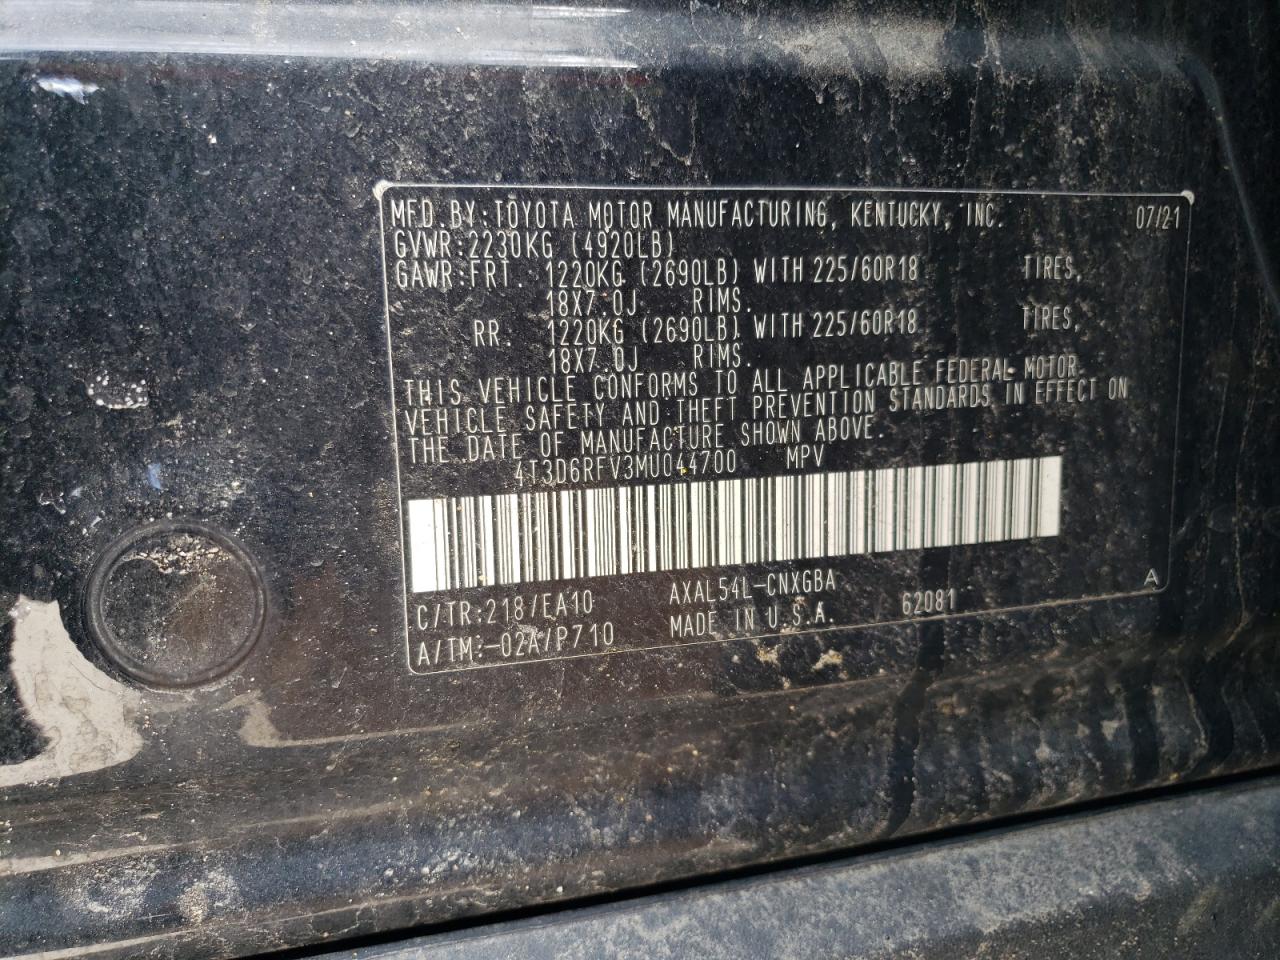 MFD. BY: TOYOTA MOTOR MANUFACTURING, KENTUCKY, INC. 07/21
GVWR: 2230KG (4920LB)
GAWR: FRT. 1220KG (2690LB) WITH 225/60R18 TIRES,
18X7.0J RIMS.
RR. 1220KG (2690LB) WITH 225/60R18 TIRES,
18X7.0J RIMS.
THIS VEHICLE CONFORMS TO ALL APPLICABLE FEDERAL MOTOR
VEHICLE SAFETY AND THEFT PREVENTION STANDARDS IN EFFECT ON
THE DATE OF MANUFACTURE SHOWN ABOVE.
4T3D6RFV3MU044700 MPV
C/TR: 218/EA10 AXAL54L-CNXGBA A
A/TM: -02A/P710 MADE IN U.S.A. 62081